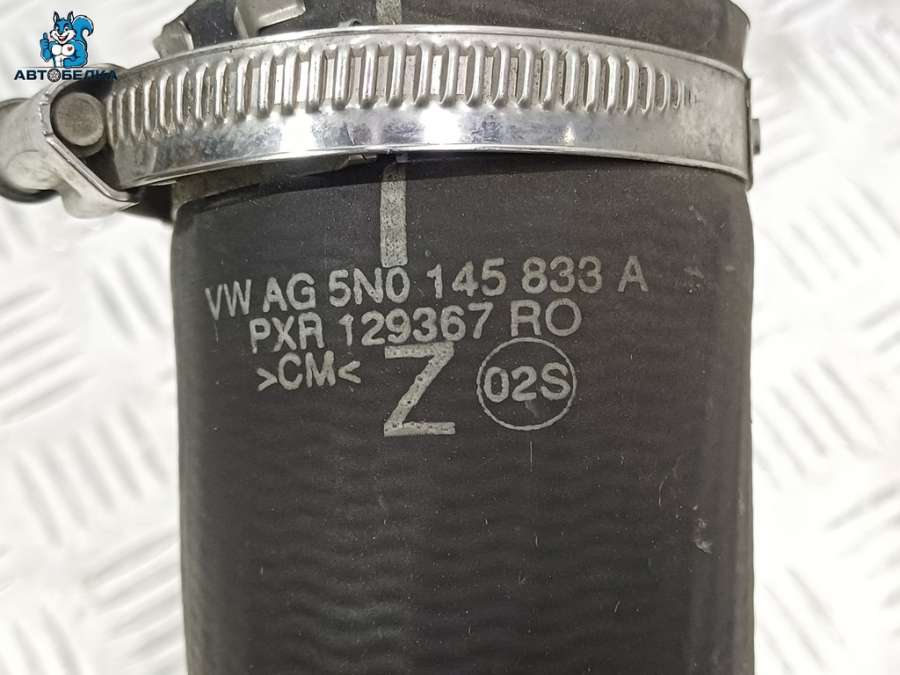 АВТОБЕЛКА
VW AG 5N0 145 833 A
PXR 129367 RO
>CM<
Z
02S